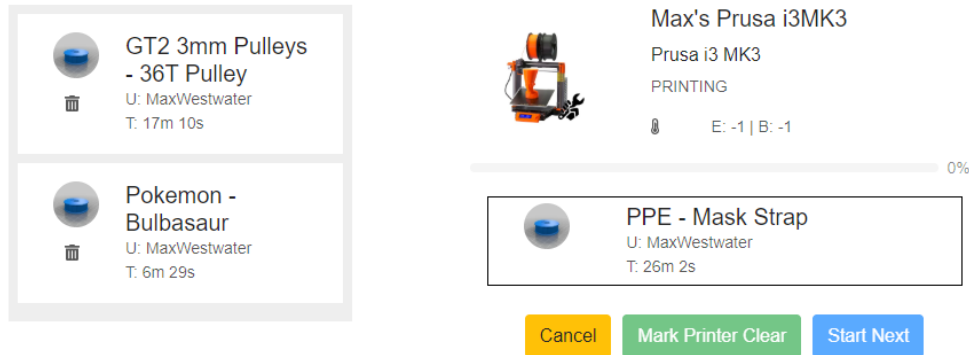 GT2 3mm Pulleys
- 36T Pulley
U: MaxWestwater
T: 17m 10s
Pokemon -
Bulbasaur
U: MaxWestwater
T: 6m 29s
Max's Prusa i3MK3
Prusa i3 MK3
PRINTING
E: -1 | B: -1
0%
PPE - Mask Strap
U: MaxWestwater
T: 26m 2s
Cancel
Mark Printer Clear
Start Next